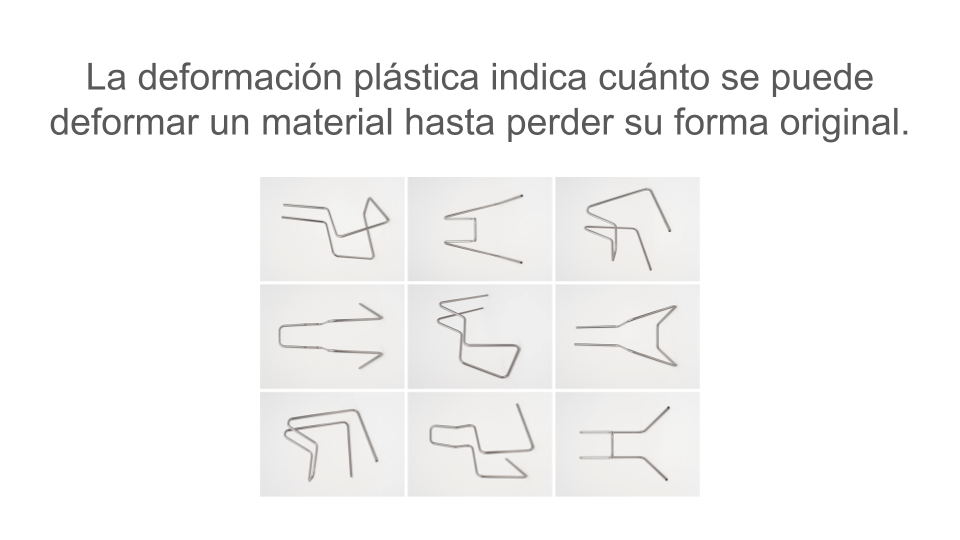 La deformación plástica indica cuánto se puede
deformar un material hasta perder su forma original.